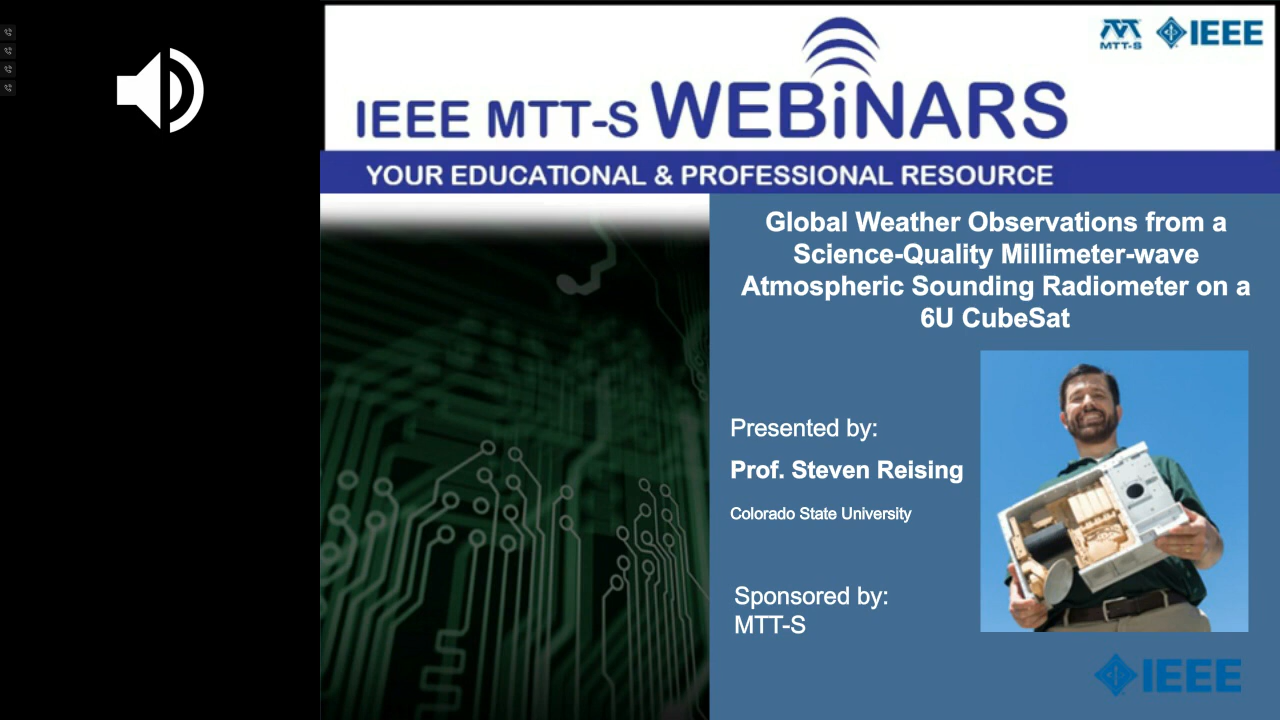 MTT-S IEEE
IEEE MTT-S WEBiNARS
YOUR EDUCATIONAL & PROFESSIONAL RESOURCE
Global Weather Observations from a
Science-Quality Millimeter-wave
Atmospheric Sounding Radiometer on a
6U CubeSat
Presented by:
Prof. Steven Reising
Colorado State University
Sponsored by:
MTT-S
IEEE